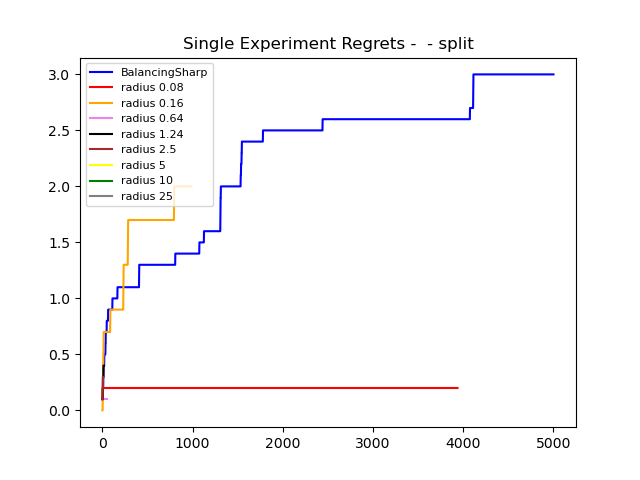 Single Experiment Regrets -  - split
BalancingSharp
radius 0.08
radius 0.16
radius 0.64
radius 1.24
radius 2.5
radius 5
radius 10
radius 25
3.0
2.5
2.0
1.5
1.0
0.5
0.0
0 1000 2000 3000 4000 5000